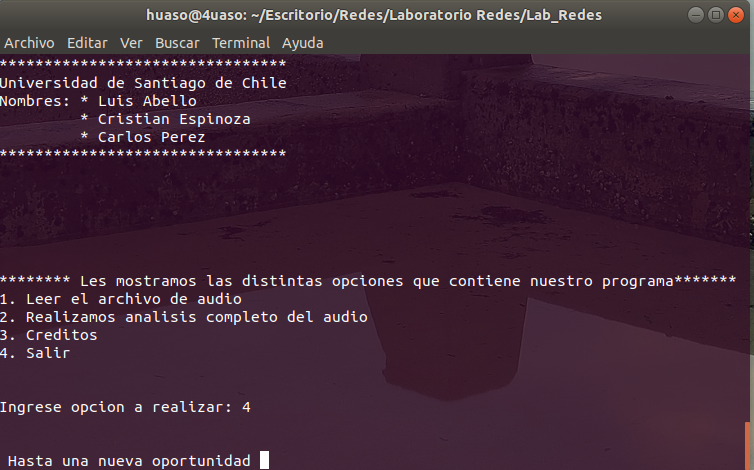 huaso@4uaso: ~/Escritorio/Redes/Laboratorio Redes/Lab_Redes
Archivo Editar Ver Buscar Terminal Ayuda
********************************
Universidad de Santiago de Chile
Nombres: * Luis Abello
* Cristian Espinoza
* Carlos Perez
********************************
******** Les mostramos las distintas opciones que contiene nuestro programa*******
1. Leer el archivo de audio
2. Realizamos analisis completo del audio
3. Creditos
4. Salir
Ingrese opcion a realizar: 4
Hasta una nueva oportunidad